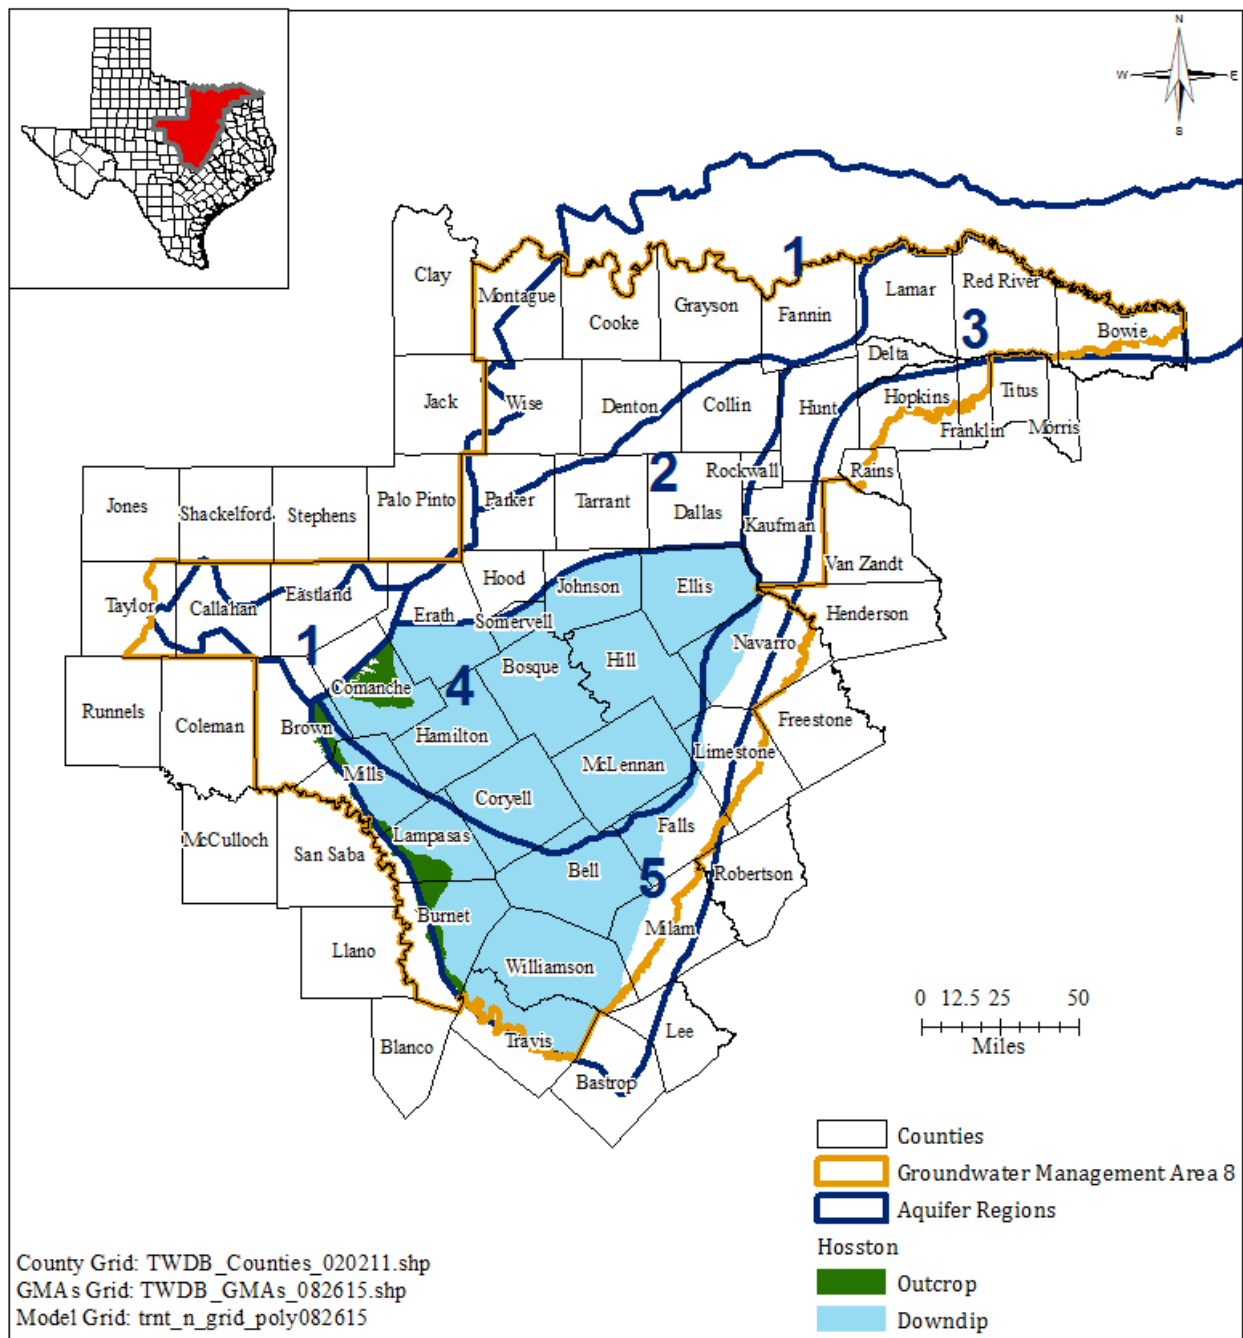 N
W E
S
1
Clay
Montague
Cooke
Grayson
Fannin
Lamar
Red River
3
Bowie
Delta
Jack
Wise
Denton
Collin
Hunt
Hopkins
Titus
Franklin
Morris
2
Rockwall
Rains
Jones
Shackelford
Stephens
Palo Pinto
Parker
Tarrant
Dallas
Kaufman
Van Zandt
Taylor
Callahan
Eastland
Hood
Johnson
Ellis
Erath
Somervell
Henderson
1
Navarro
Comanche
4
Bosque
Hill
Runnels
Coleman
Brown
Hamilton
Freestone
Limestone
McLennan
Mills
Coryell
McCulloch
San Saba
Lampasas
Falls
Bell
5
Robertson
Burnet
Milam
Llano
Williamson
Blanco
Travis
Lee
Bastrop
0 12.5 25 50
Miles
Counties
Groundwater Management Area 8
Aquifer Regions
Hosston
Outcrop
Downdip
County Grid: TWDB_Counties_020211.shp
GMAs Grid: TWDB_GMAs_082615.shp
Model Grid: trnt_n_grid_poly082615